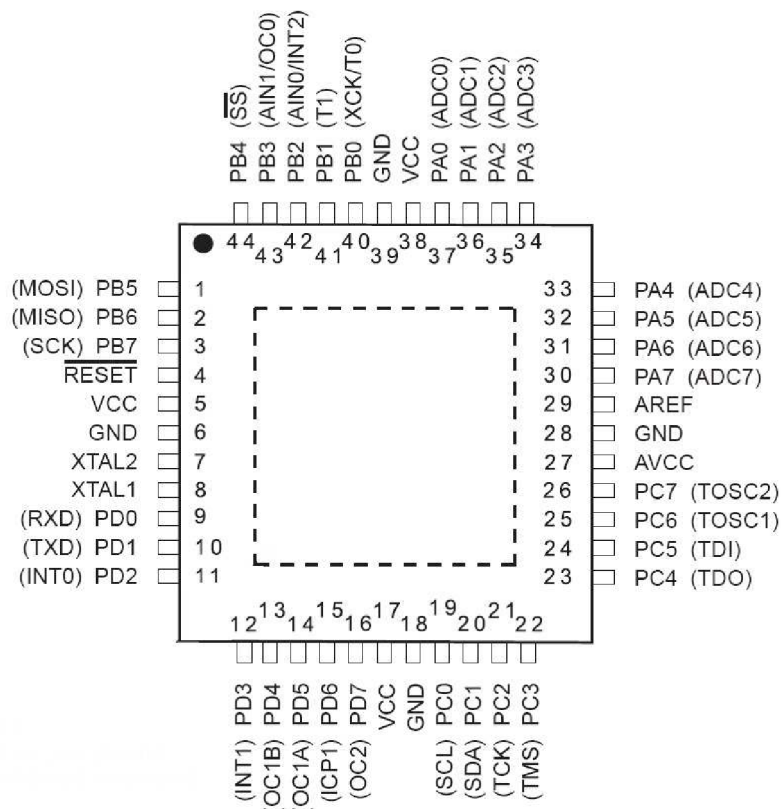 PB4 (SS)
PB3 (AIN1/OC0)
PB2 (AIN0/INT2)
PB1 (T1)
PB0 (XCK/T0)
GND
VCC
PA0 (ADC0)
PA1 (ADC1)
PA2 (ADC2)
PA3 (ADC3)
44 43 42 41 40 39 38 37 36 35 34
(MOSI) PB5 1
(MISO) PB6 2
(SCK) PB7 3
RESET 4
VCC 5
GND 6
XTAL2 7
XTAL1 8
(RXD) PD0 9
(TXD) PD1 10
(INT0) PD2 11
33 PA4 (ADC4)
32 PA5 (ADC5)
31 PA6 (ADC6)
30 PA7 (ADC7)
29 AREF
28 GND
27 AVCC
26 PC7 (TOSC2)
25 PC6 (TOSC1)
24 PC5 (TDI)
23 PC4 (TDO)
12 13 14 15 16 17 18 19 20 21 22
(INT1) PD3
(OC1B) PD4
(OC1A) PD5
(ICP1) PD6
(OC2) PD7
VCC
GND
(SCL) PC0
(SDA) PC1
(TCK) PC2
(TMS) PC3